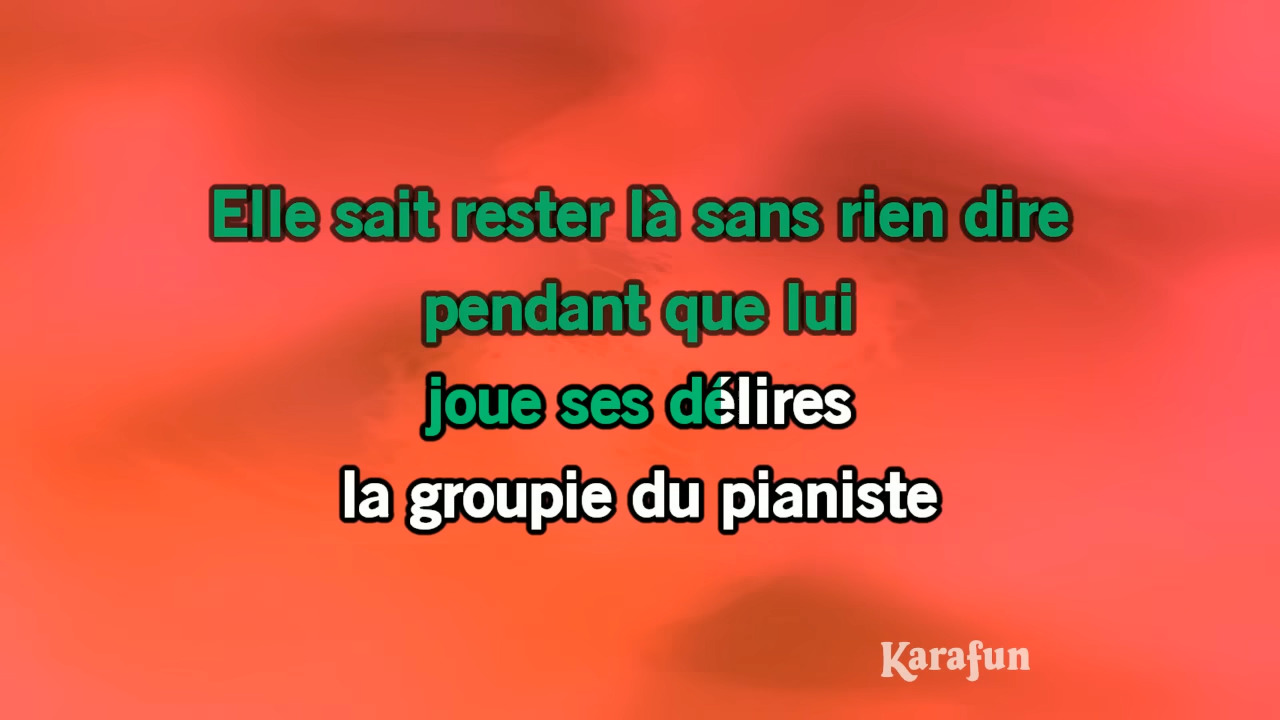 Elle sait rester là sans rien dire
pendant que lui
joue ses délires
la groupie du pianiste
Karafun